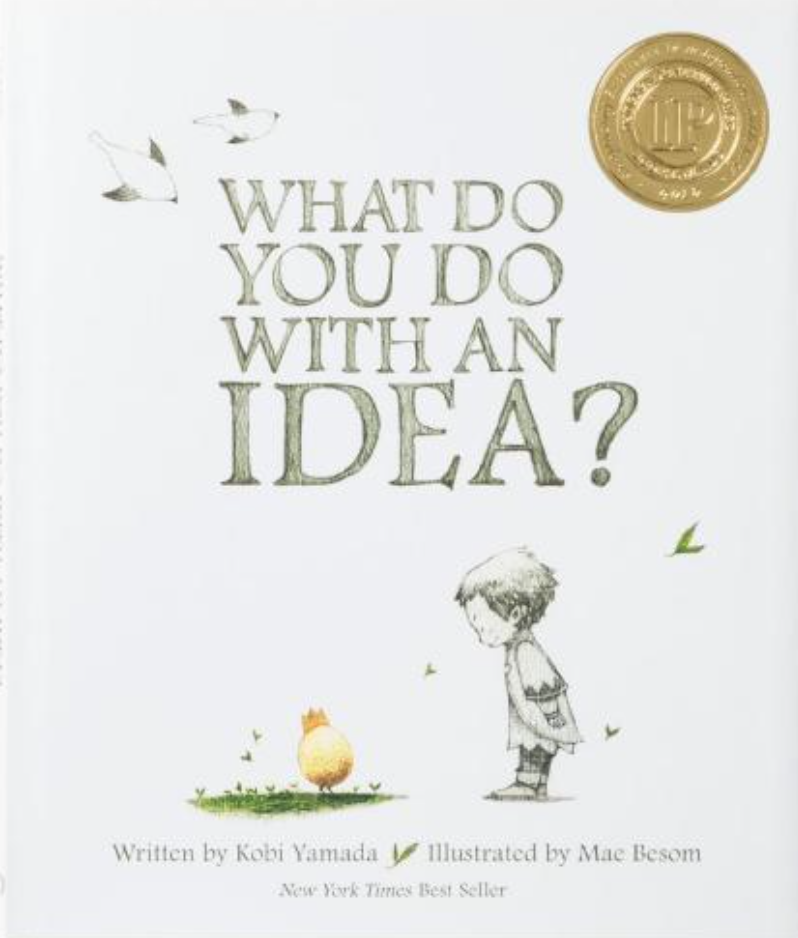 WHAT DO
YOU DO
WITH AN
IDEA?
Written by Kobi Yamada
Illustrated by Mae Besom
New York Times Best Seller
IP